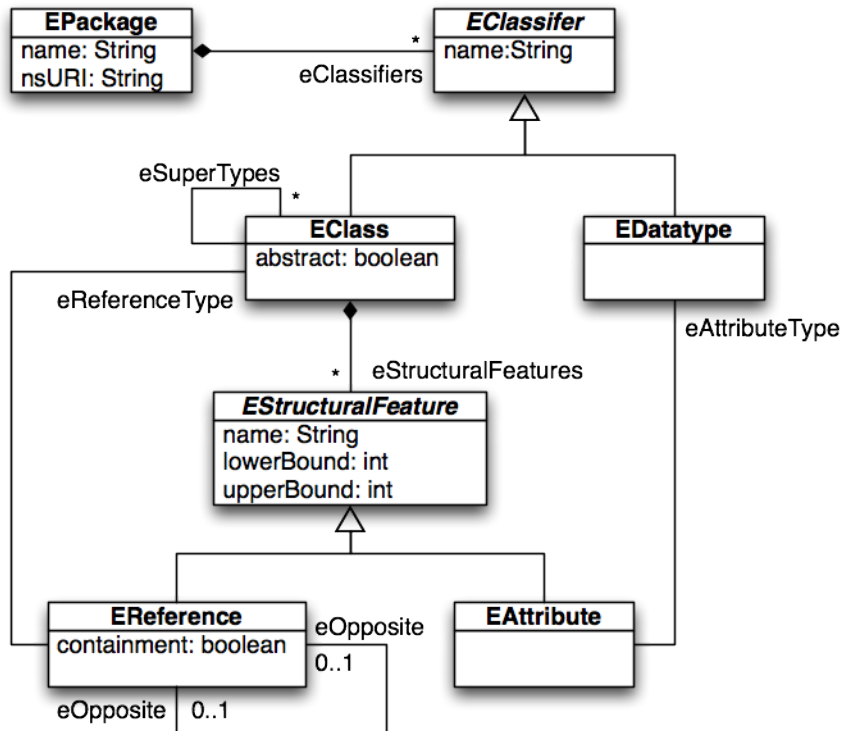 EPackage
name: String
nsURI: String
*
eClassifiers
EClassifer
name:String
eSuperTypes
*
EClass
abstract: boolean
EDatatype
eReferenceType
eAttributeType
*
eStructuralFeatures
EStructuralFeature
name: String
lowerBound: int
upperBound: int
EReference
containment: boolean
eOpposite
0..1
EAttribute
eOpposite
0..1